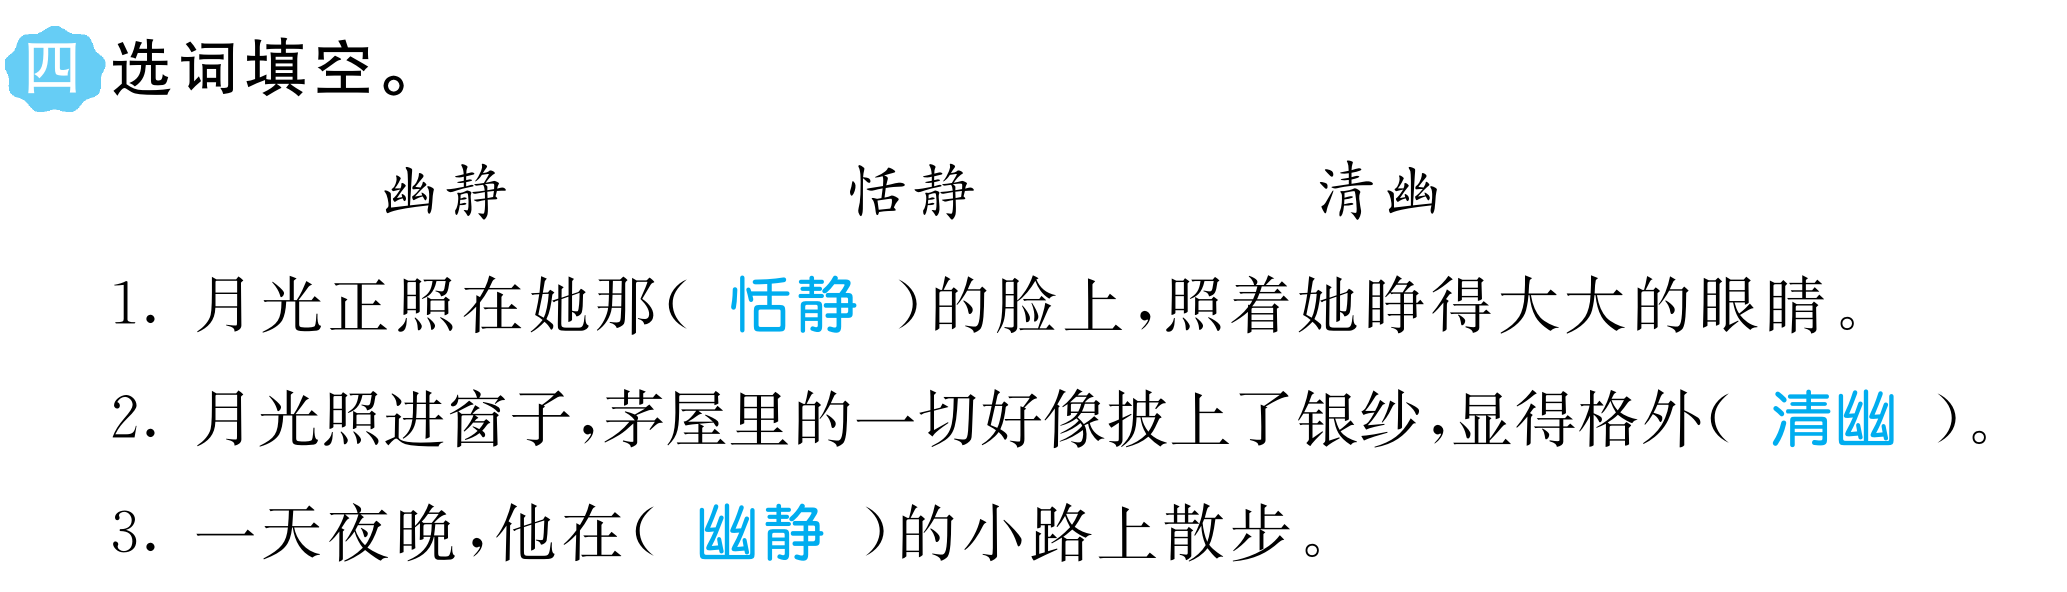 四 选词填空。
幽静 恬静 清幽
1. 月光正照在她那( 恬静 )的脸上,照着她睁得大大的眼睛。
2. 月光照进窗子,茅屋里的一切好像披上了银纱,显得格外( 清幽 )。
3. 一天夜晚,他在( 幽静 )的小路上散步。